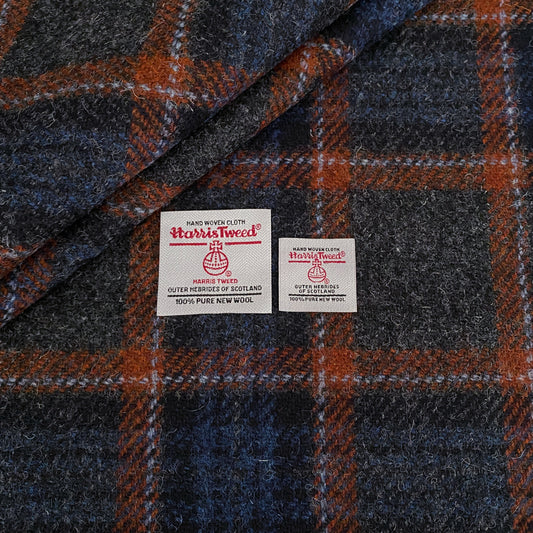 HAND WOVEN CLOTH
Harris Tweed®
®
HARRIS TWEED
OUTER HEBRIDES OF SCOTLAND
100% PURE NEW WOOL
HAND WOVEN CLOTH
Harris Tweed®
®
OUTER HEBRIDES
OF SCOTLAND
100% PURE NEW WOOL